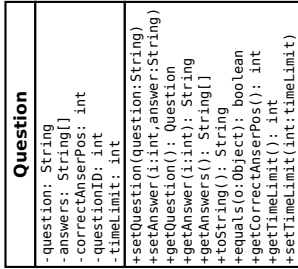 Question
-question: String
-answers: String[]
-correctAnserPos: int
-questionID: int
-timeLimit: int
+setQuestion(question:String)
+setAnswer(i:int,answer:String)
+getQuestion(): Question
+getAnswer(i:int): String
+getAnswers(): String[]
+toString(): String
+equals(o:Object): boolean
+getCorrectAnserPos(): int
+getTimeLimit(): int
+setTimeLimit(int:timeLimit)